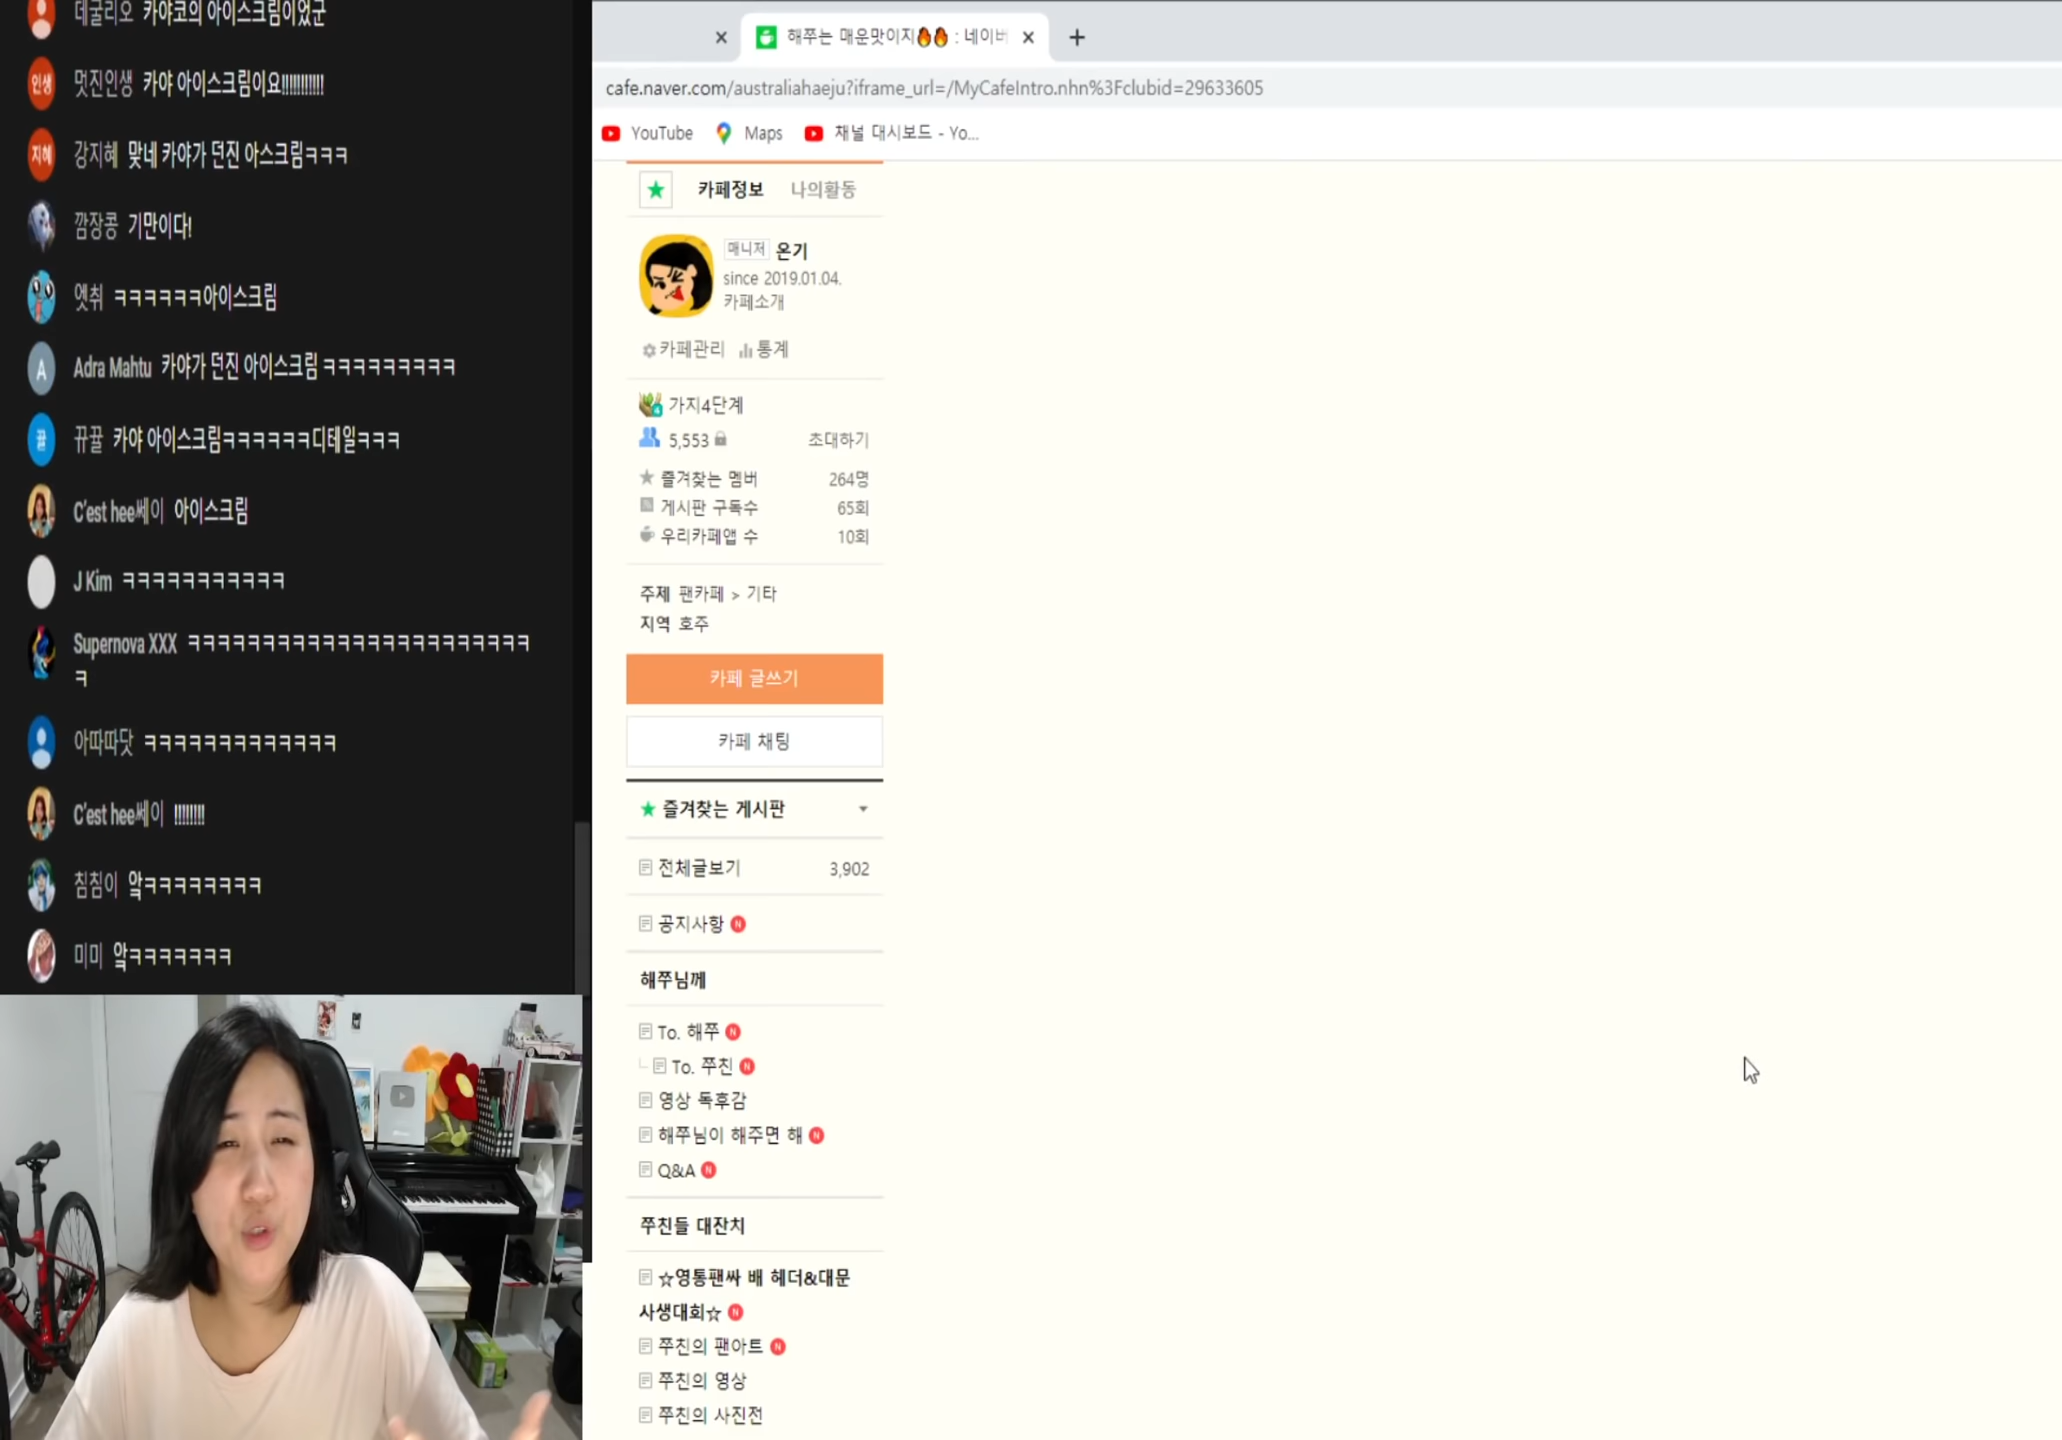 데굴리오 카야코의 아이스크림이었군
인생 멋진인생 카야 아이스크림이요!!!!!!!!!!!
지혜 강지혜 맞네 카야가 던진 아스크림ㅋㅋㅋ
깜장콩 기만이다!
엣취 ㅋㅋㅋㅋㅋㅋ아이스크림
A Adra Mahtu 카야가 던진 아이스크림 ㅋㅋㅋㅋㅋㅋㅋㅋㅋ
뀨꿀 카야 아이스크림ㅋㅋㅋㅋㅋㅋ디테일ㅋㅋㅋ
C'est hee쎄이 아이스크림
J Kim ㅋㅋㅋㅋㅋㅋㅋㅋㅋㅋㅋ
Supernova XXX ㅋㅋㅋㅋㅋㅋㅋㅋㅋㅋㅋㅋㅋㅋㅋㅋㅋㅋㅋㅋㅋㅋㅋ
ㅋ
아따따닷 ㅋㅋㅋㅋㅋㅋㅋㅋㅋㅋㅋㅋㅋ
C'est hee쎄이 !!!!!!!!
침침이 앜ㅋㅋㅋㅋㅋㅋㅋㅋ
미미 앜ㅋㅋㅋㅋㅋㅋㅋ
해쭈는 매운맛이지🔥🔥 : 네이버
cafe.naver.com/australiahaeju?iframe_url=/MyCafeIntro.nhn%3Fclubid=29633605
YouTube Maps 채널 대시보드 - Yo...
카페정보 나의활동
매니저 온기
since 2019.01.04.
카페소개
카페관리 통계
가지4단계
5,553 초대하기
즐겨찾는 멤버 264명
게시판 구독수 65회
우리카페앱 수 10회
주제 팬카페 > 기타
지역 호주
카페 글쓰기
카페 채팅
즐겨찾는 게시판
전체글보기 3,902
공지사항 N
해쭈님께
To. 해쭈 N
To. 쭈친 N
영상 독후감
해쭈님이 해주면 해 N
Q&A N
쭈친들 대잔치
☆영통팬싸 배 헤더&대문
사생대회☆ N
쭈친의 팬아트 N
쭈친의 영상
쭈친의 사진전